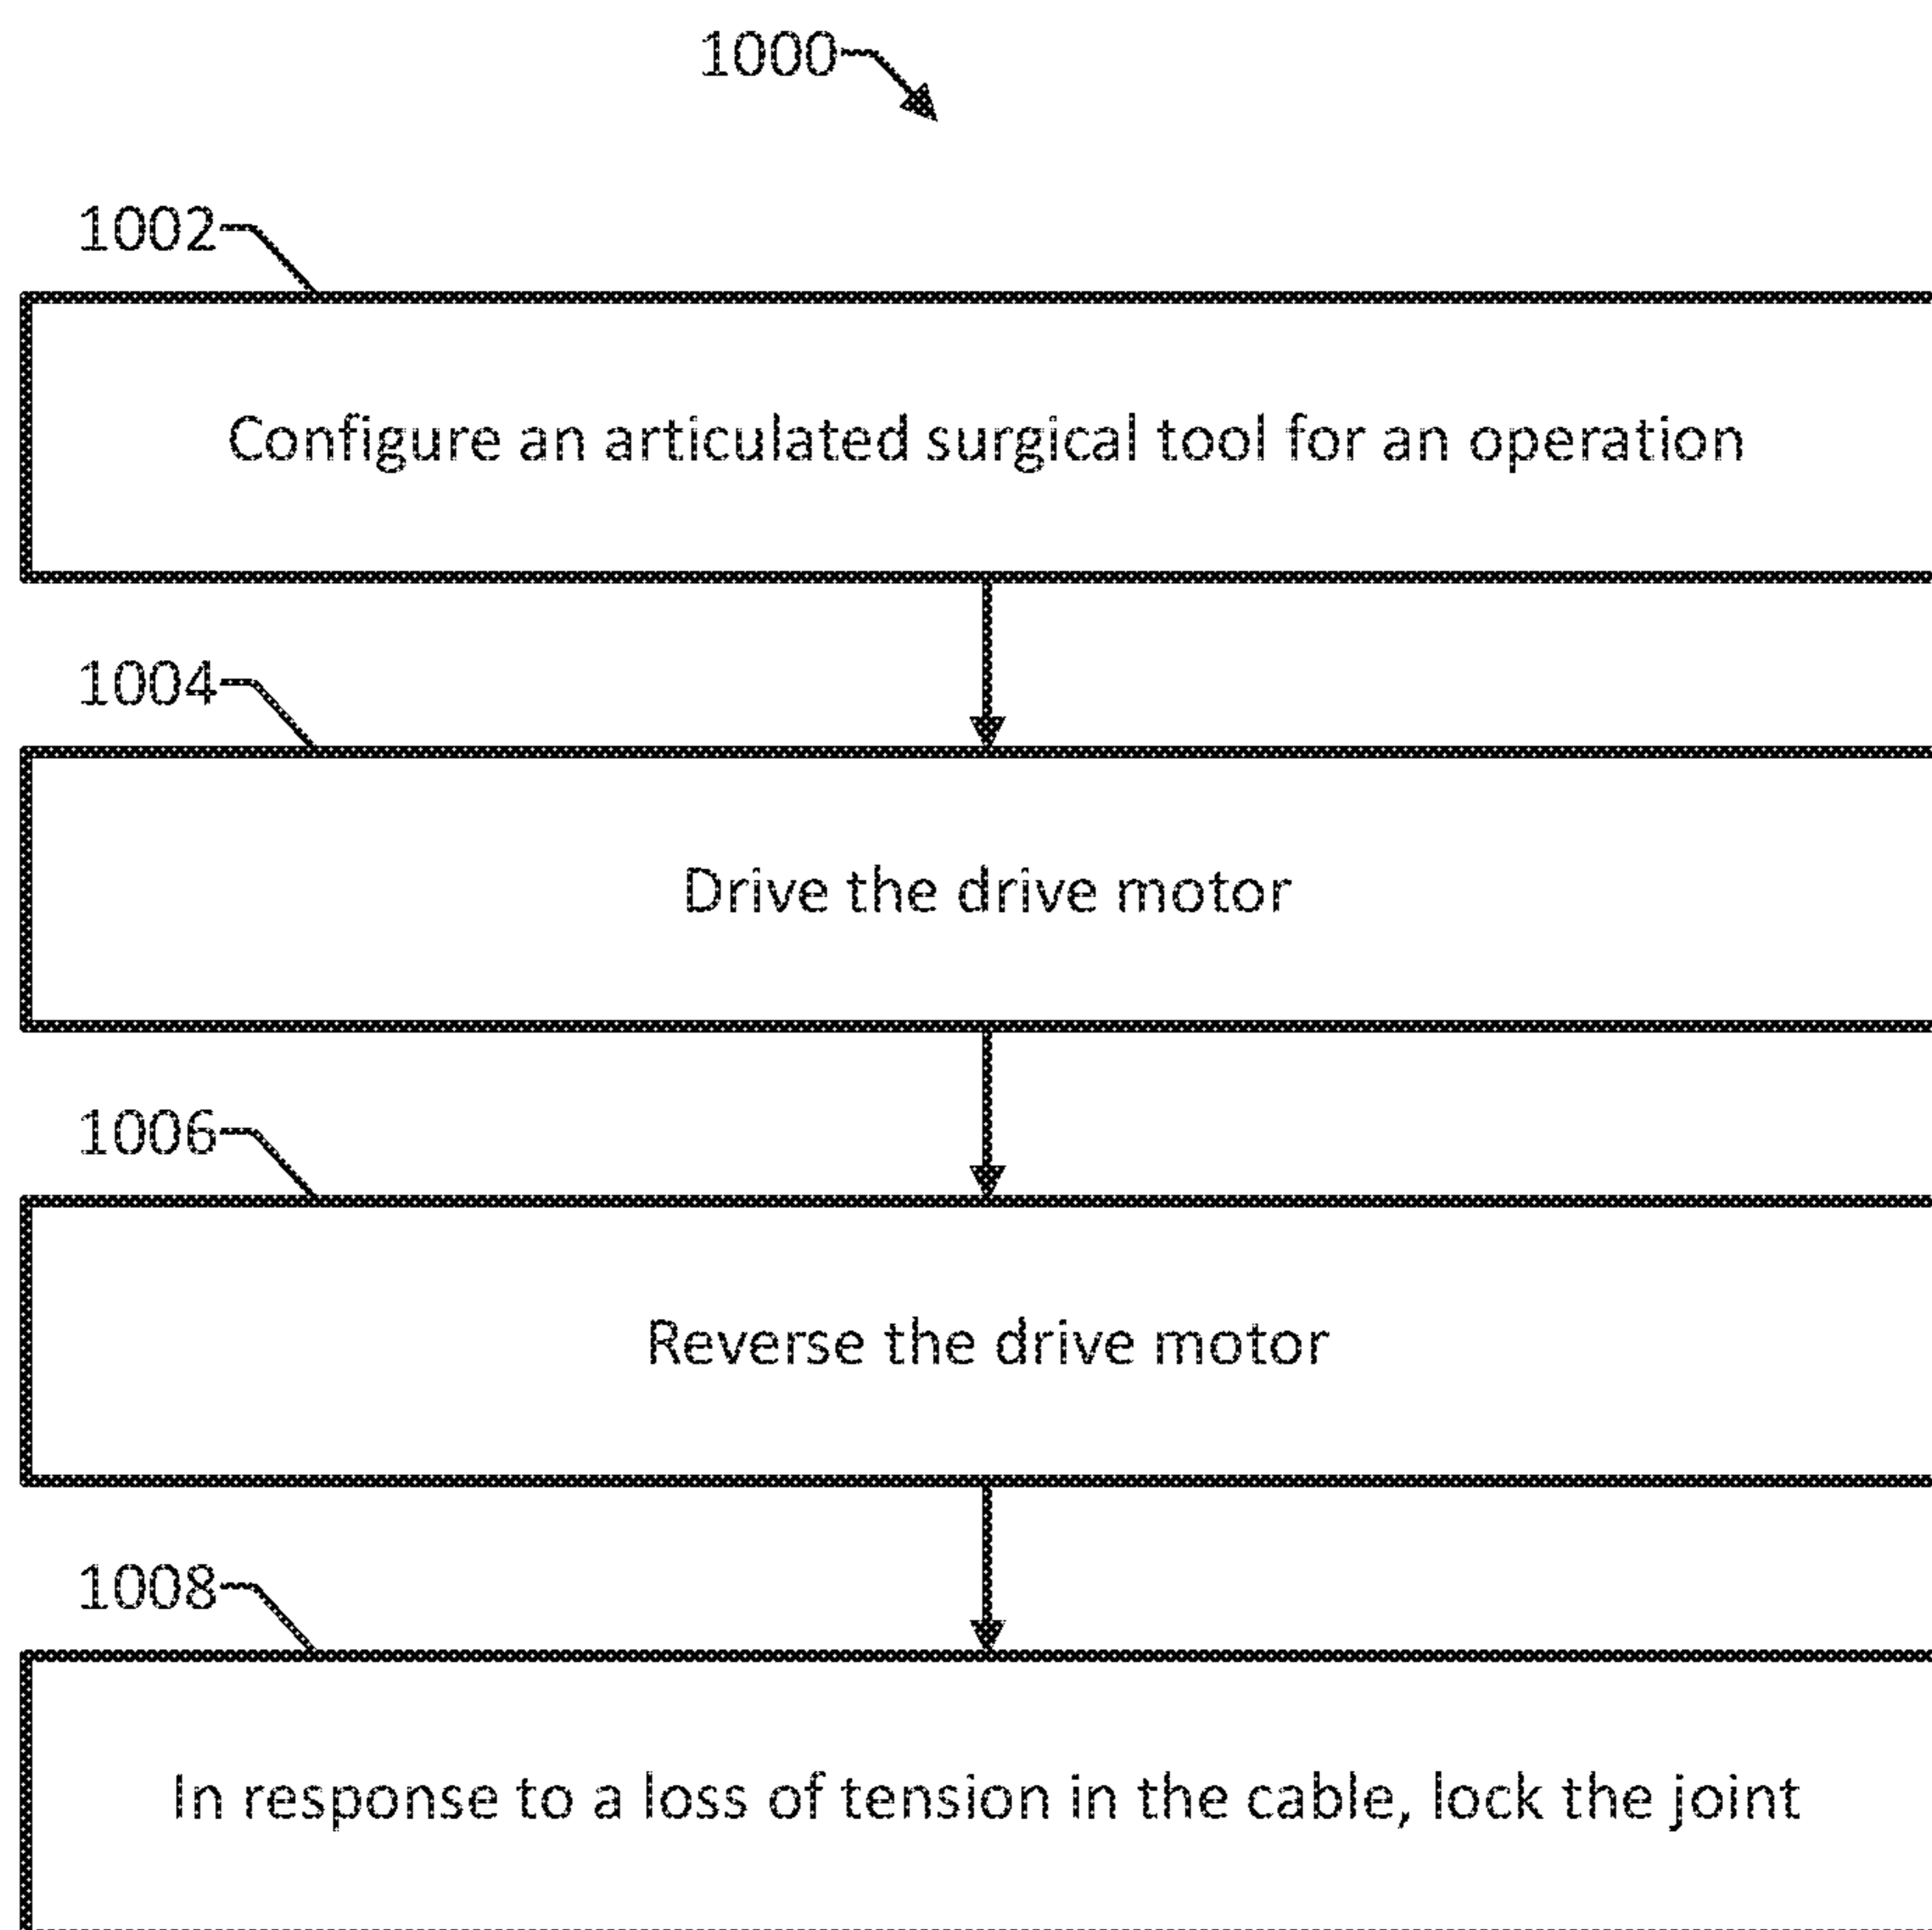 1000
1002
Configure an articulated surgical tool for an operation
1004
Drive the drive motor
1006
Reverse the drive motor
1008
In response to a loss of tension in the cable, lock the joint